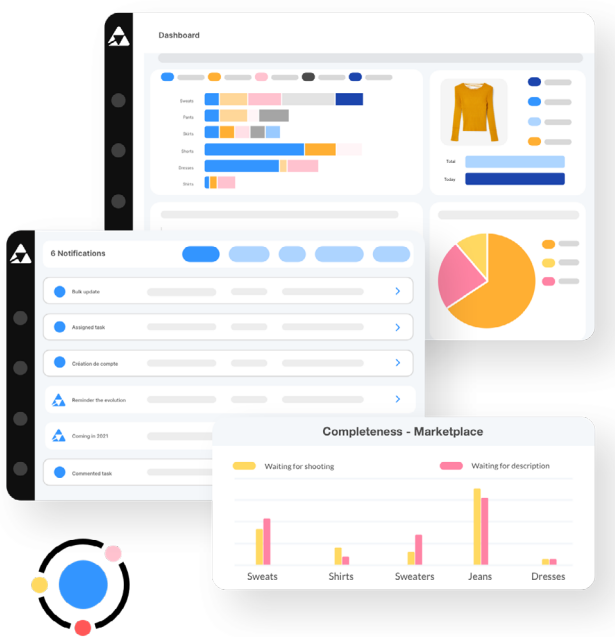 Dashboard
Sweats
Pants
Skirts
Shorts
Dresses
Shirts
Total
Today
6 Notifications
Bulk update
Assigned task
Création de compte
Reminder the evolution
Coming in 2021
Commented task
Completeness - Marketplace
Waiting for shooting
Waiting for description
Sweats
Shirts
Sweaters
Jeans
Dresses